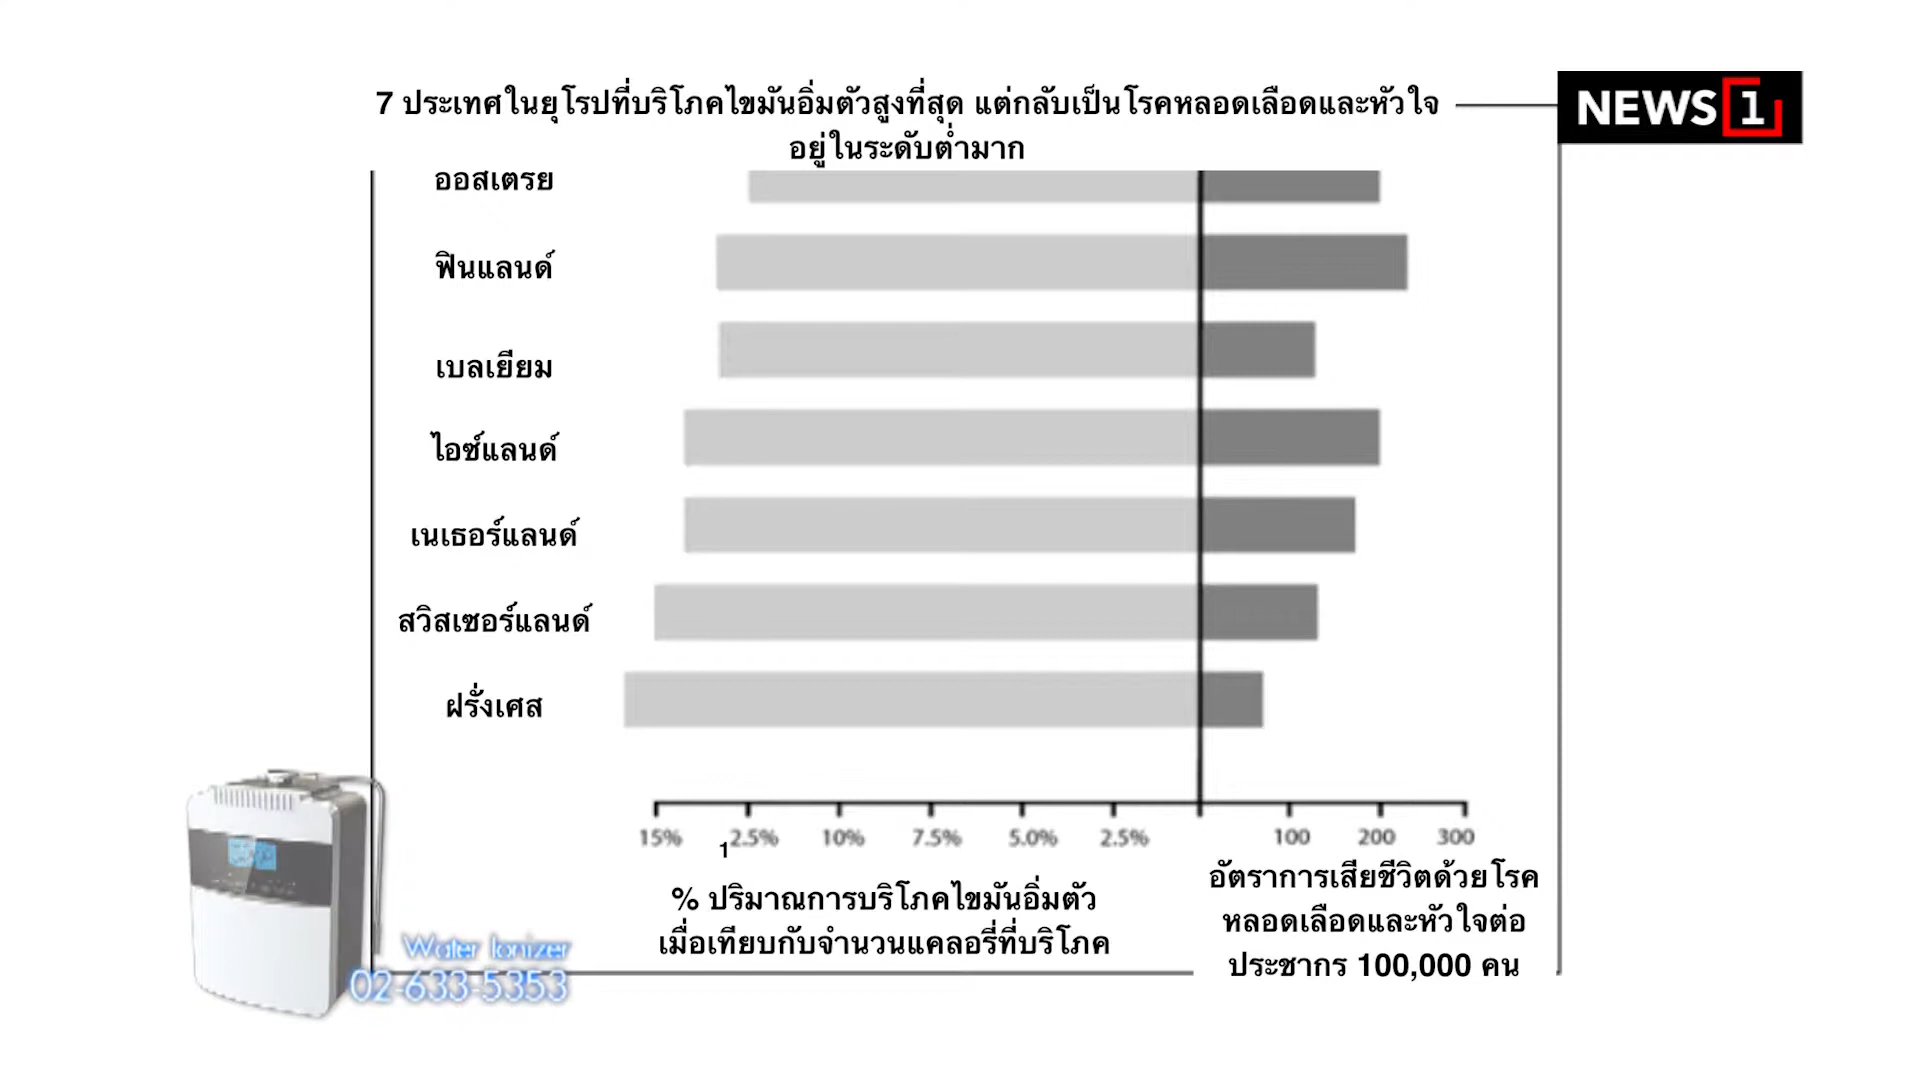 7 ประเทศในยุโรปที่บริโภคไขมันอิ่มตัวสูงที่สุด แต่กลับเป็นโรคหลอดเลือดและหัวใจ
อยู่ในระดับต่ำมาก
NEWS 1
ออสเตรย
ฟินแลนด์
เบลเยียม
ไอซ์แลนด์
เนเธอร์แลนด์
สวิสเซอร์แลนด์
ฝรั่งเศส
15% 12.5% 10% 7.5% 5.0% 2.5% 100 200 300
% ปริมาณการบริโภคไขมันอิ่มตัว
เมื่อเทียบกับจำนวนแคลอรี่ที่บริโภค
อัตราการเสียชีวิตด้วยโรค
หลอดเลือดและหัวใจต่อ
ประชากร 100,000 คน
Water Ionizer
02-633-5353